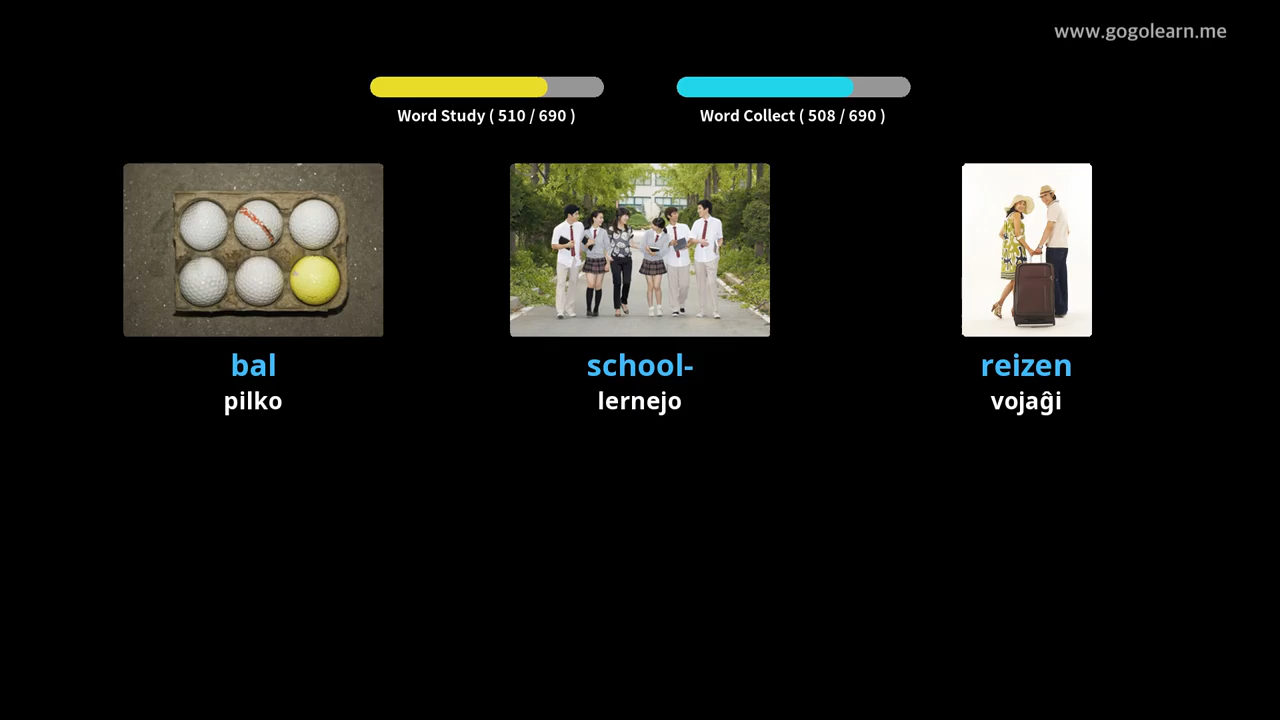 www.gogolearn.me
Word Study ( 510 / 690 )
Word Collect ( 508 / 690 )
bal
pilko
school-
lernejo
reizen
vojaĝi